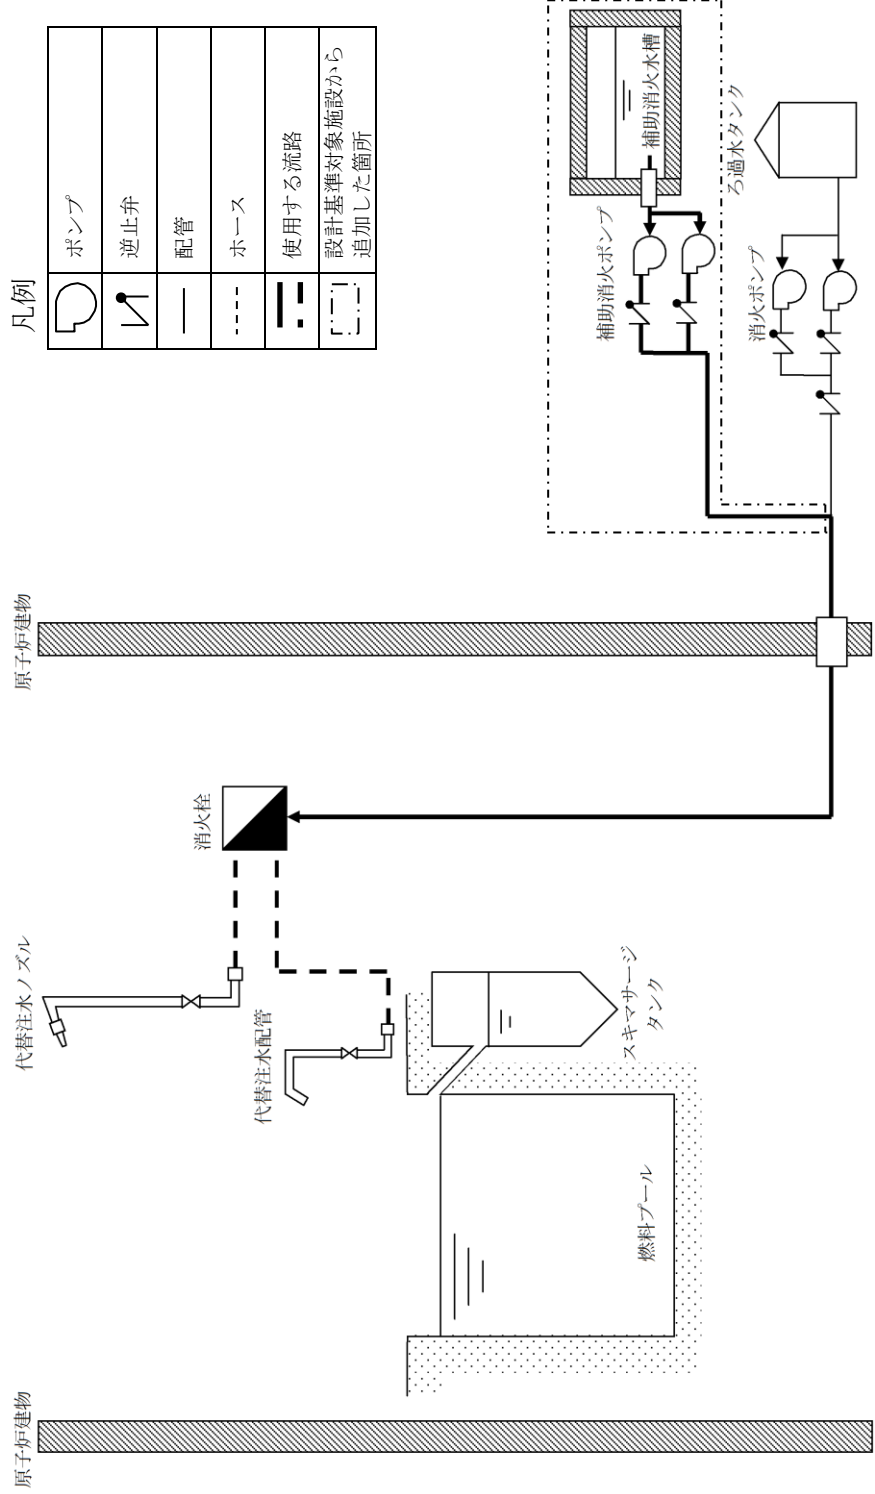 原子炉建物
原子炉建物
代替注水ノズル
消火栓
代替注水配管
スキマサージ
タンク
燃料プール
補助消火ポンプ
補助消火水槽
消火ポンプ
ろ過水タンク
凡例
ポンプ
逆止弁
配管
ホース
使用する流路
設計基準対象施設から
追加した箇所